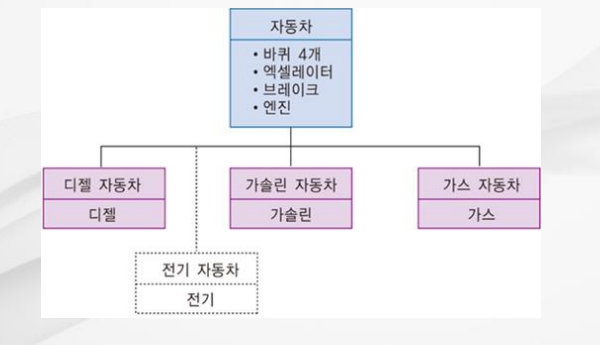 자동차
• 바퀴 4개
• 엑셀레이터
• 브레이크
• 엔진
디젤 자동차
디젤
가솔린 자동차
가솔린
가스 자동차
가스
전기 자동차
전기